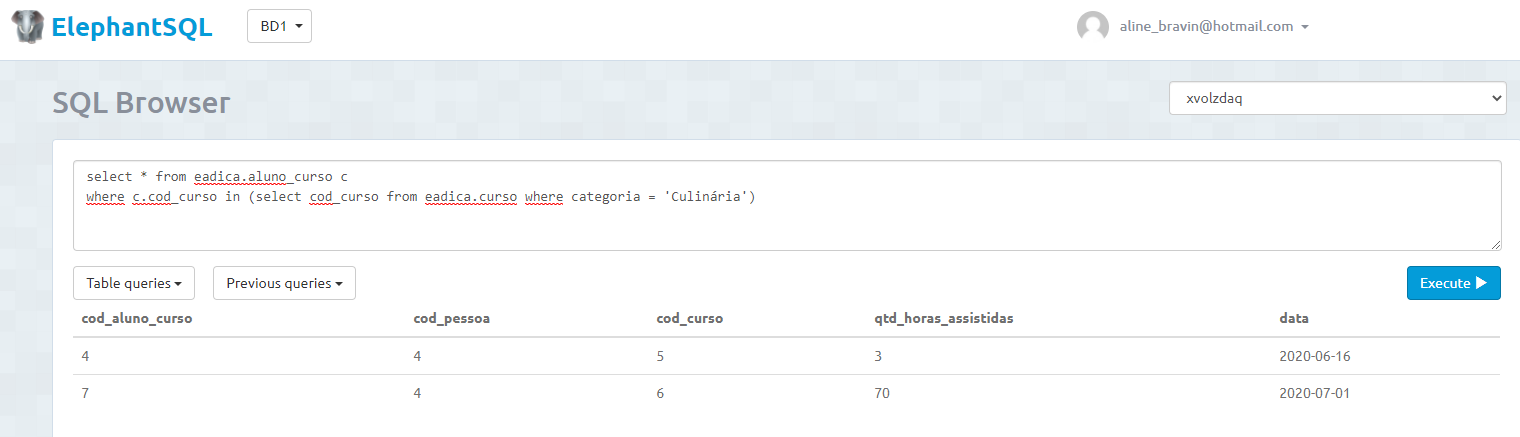 ElephantSQL BD1 aline_bravin@hotmail.com
SQL Browser xvolzdaq
select * from eadica.aluno_curso c
where c.cod_curso in (select cod_curso from eadica.curso where categoria = 'Culinária')
Table queries Previous queries Execute
cod_aluno_curso cod_pessoa cod_curso qtd_horas_assistidas data
4 4 5 3 2020-06-16
7 4 6 70 2020-07-01